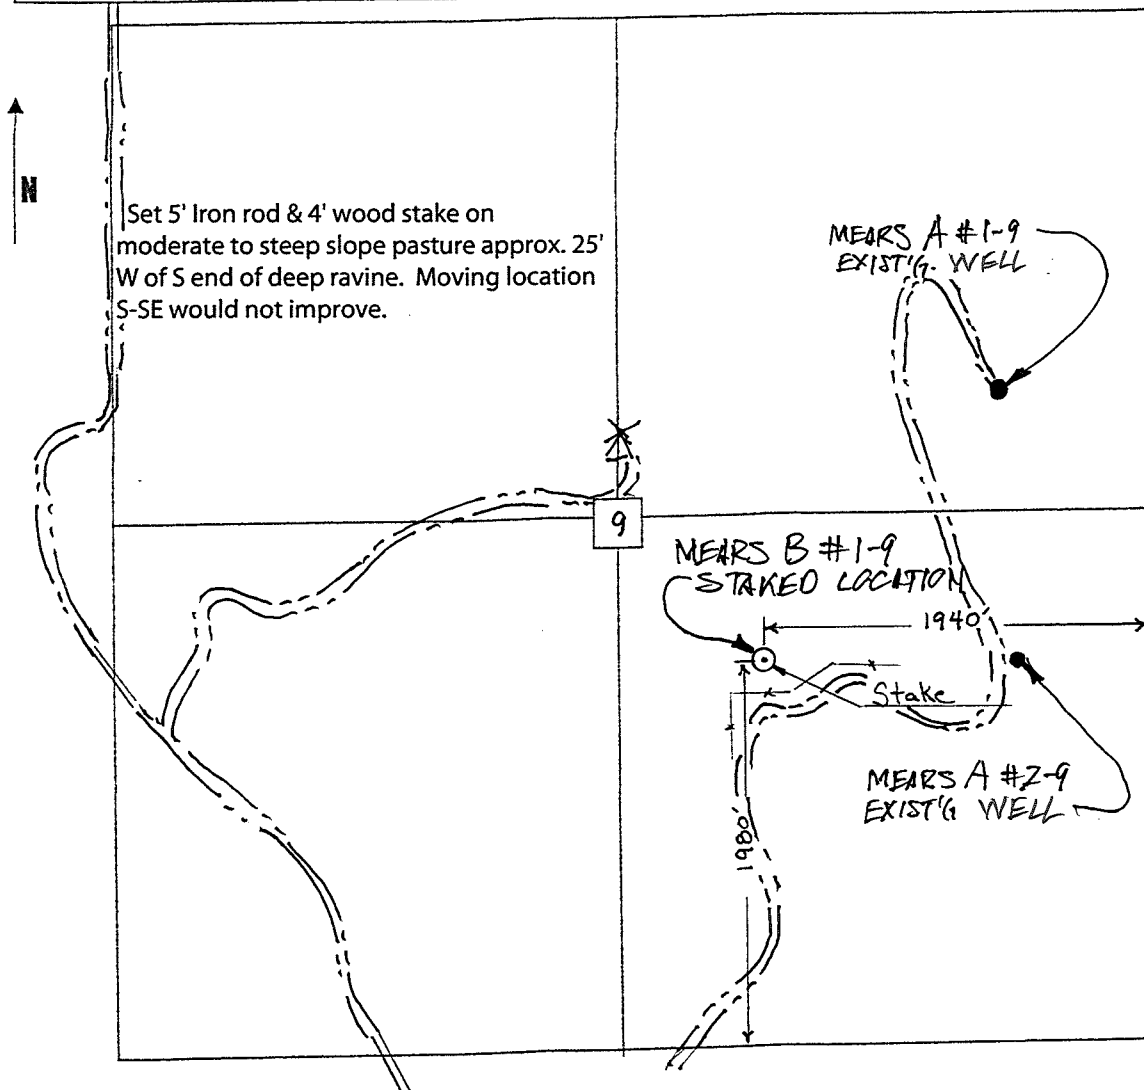 N
Set 5' Iron rod & 4' wood stake on
moderate to steep slope pasture approx. 25'
W of S end of deep ravine. Moving location
S-SE would not improve.
MEARS A #1-9
EXIST'G. WELL
9
MEARS B #1-9
STAKED LOCATION
1940'
Stake
MEARS A #2-9
EXIST'G WELL
1980'